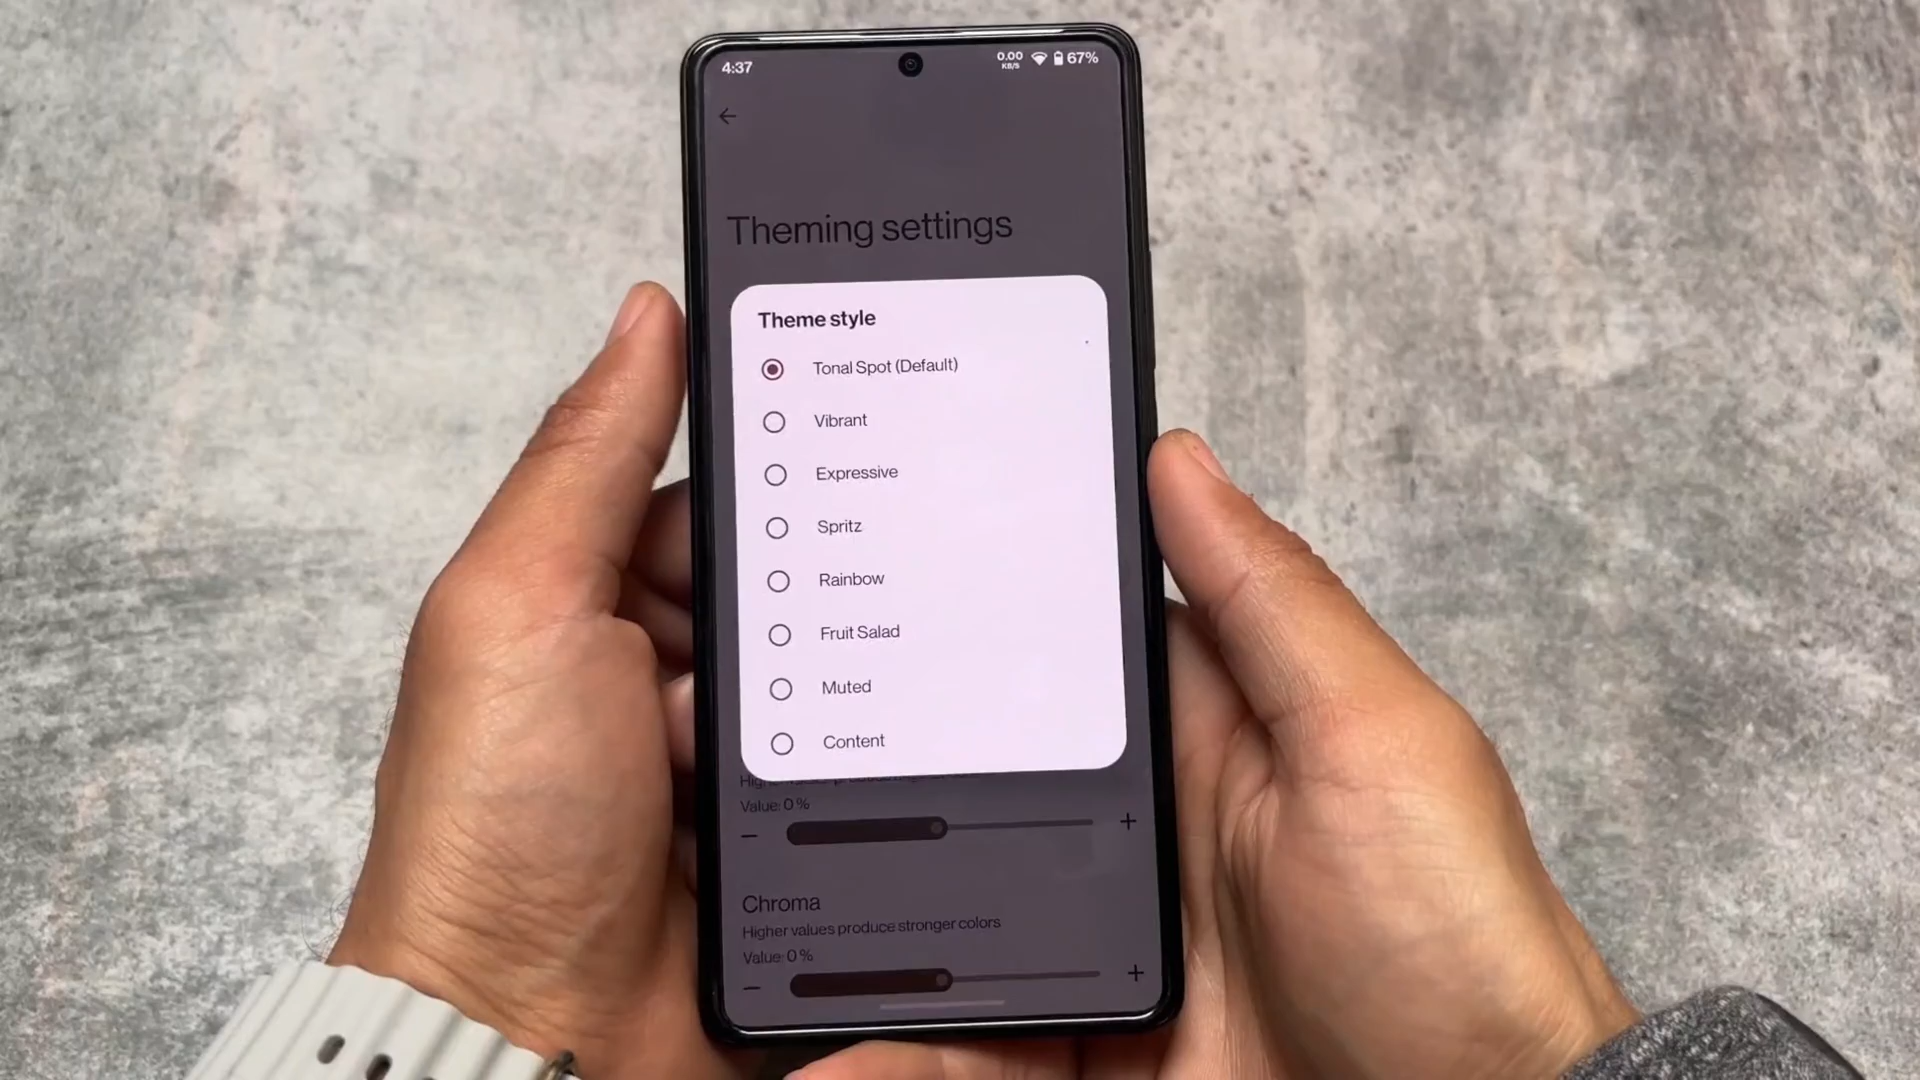 4:37
0.00
KB/S
67%
Theming settings
Theme style
Tonal Spot (Default)
Vibrant
Expressive
Spritz
Rainbow
Fruit Salad
Muted
Content
Value: 0 %
Chroma
Higher values produce stronger colors
Value: 0 %